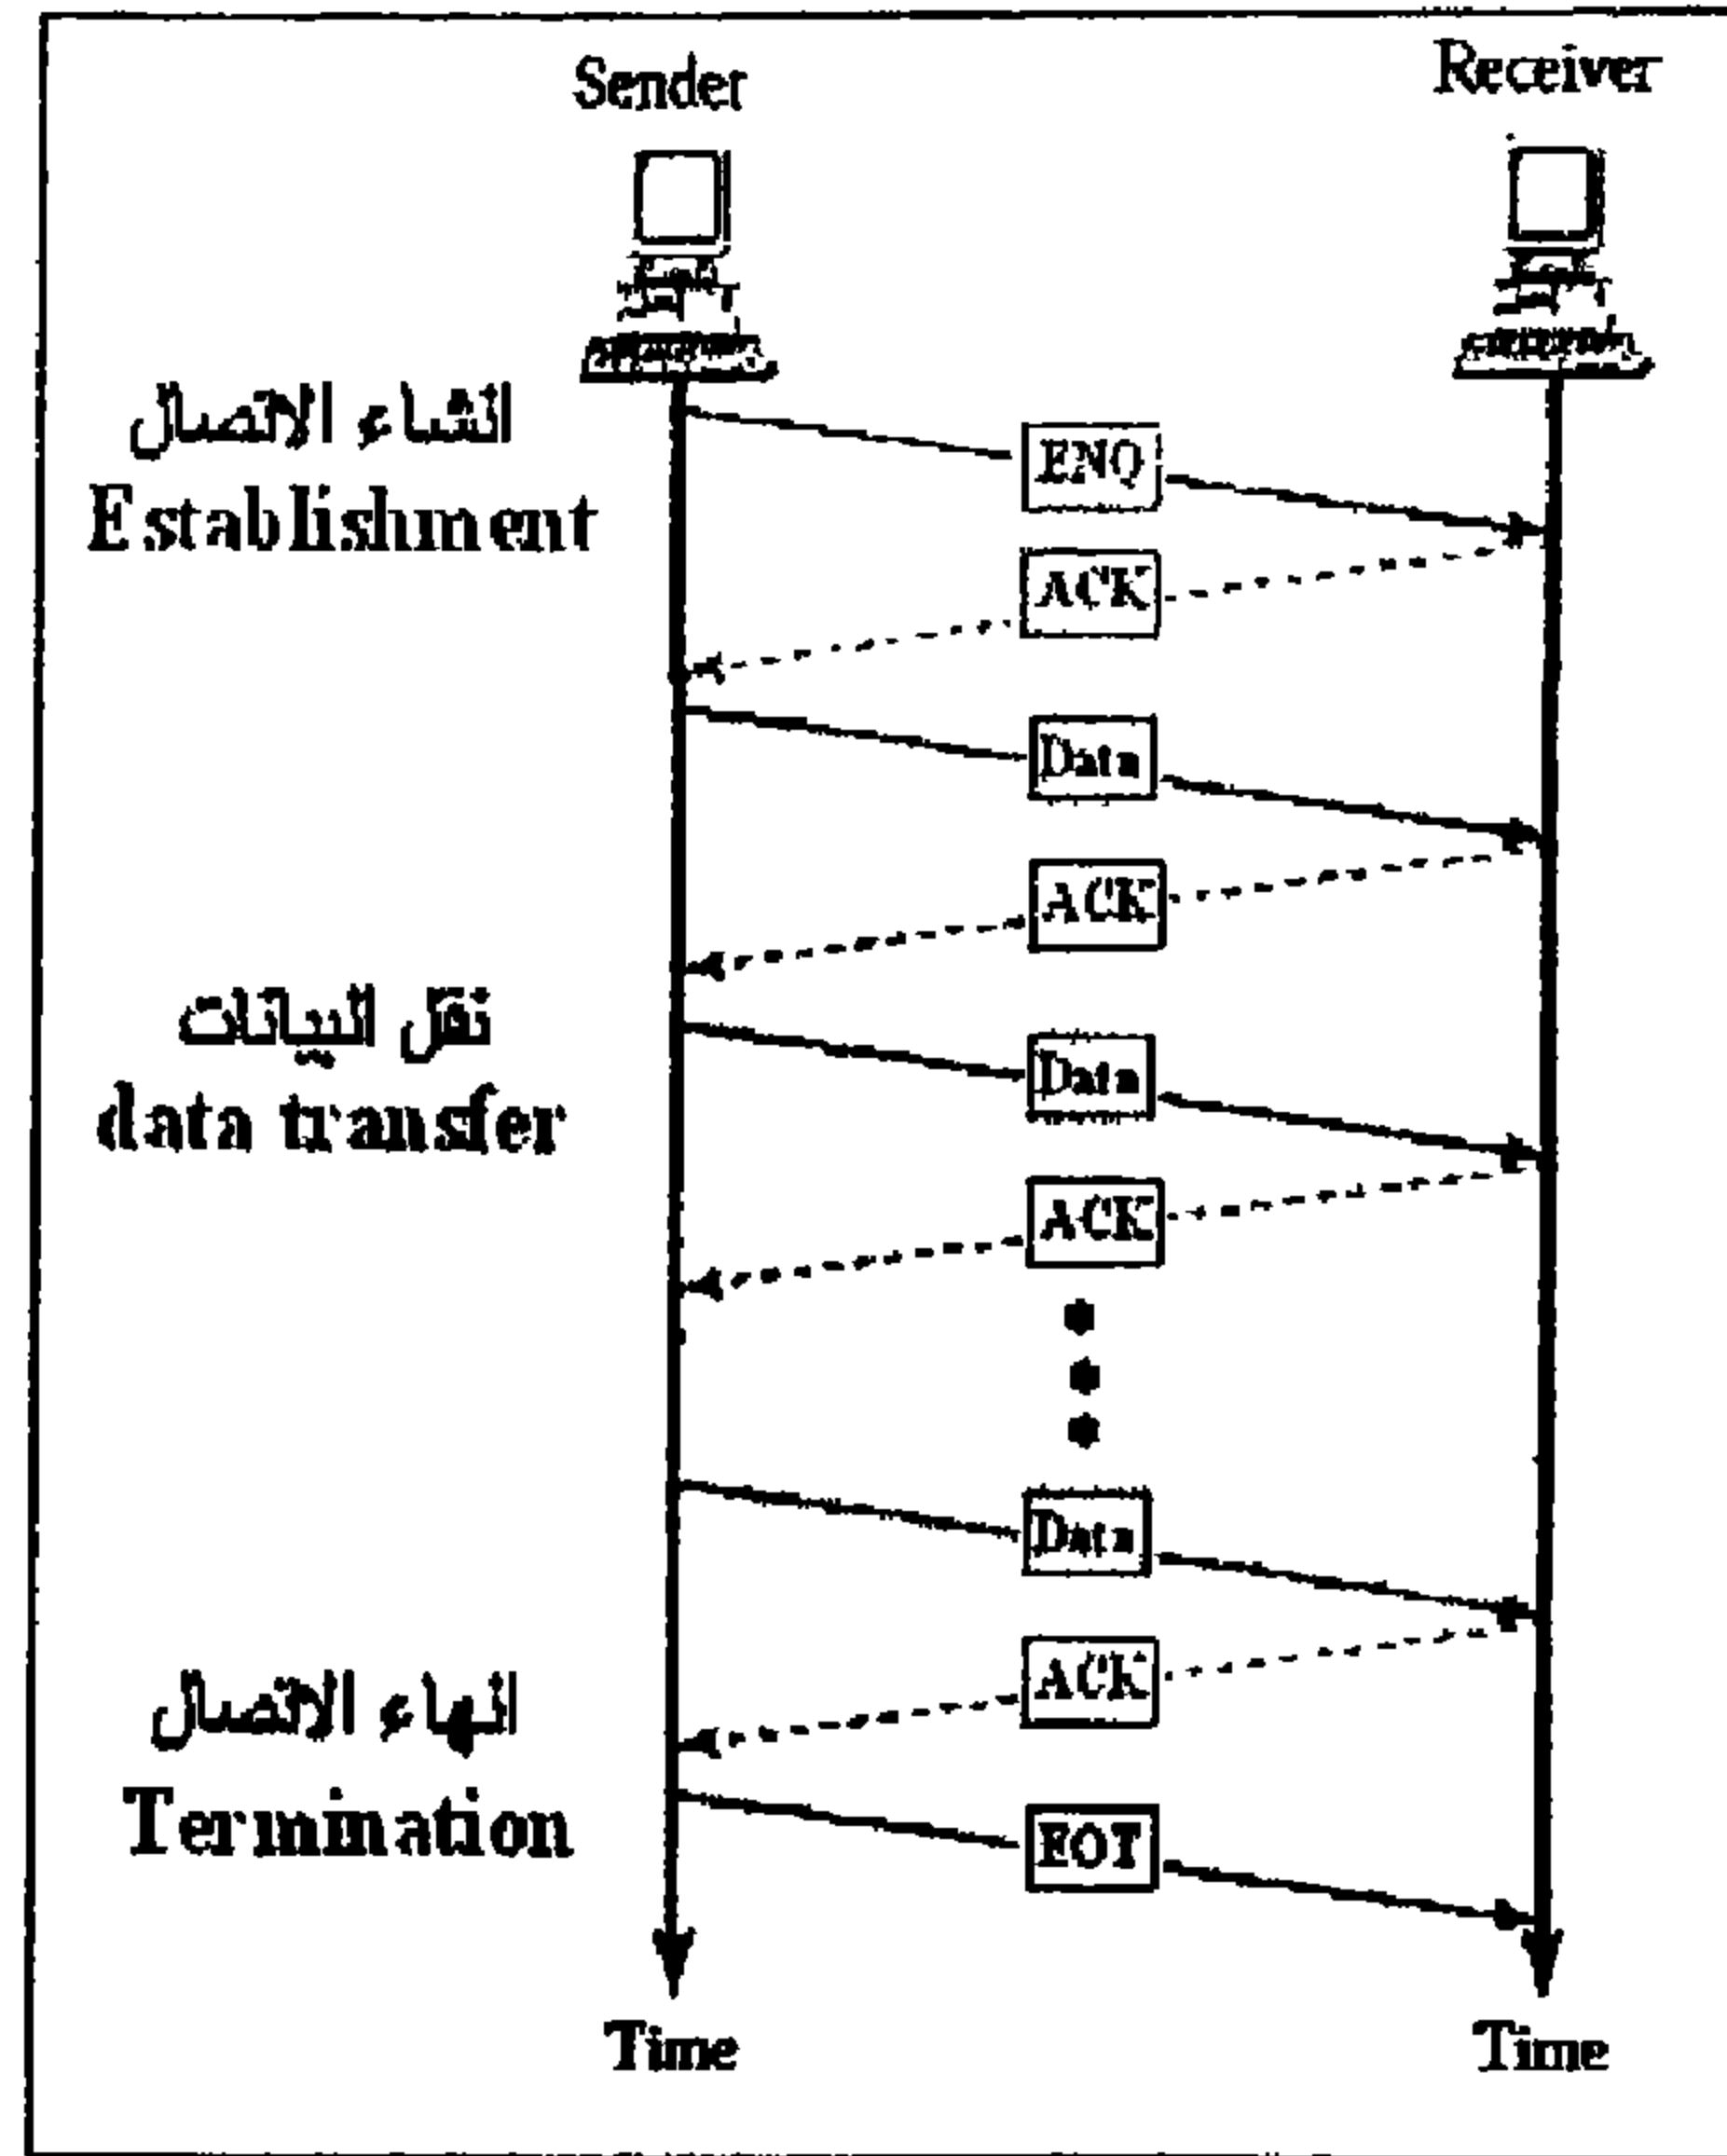 Sender
Receiver
انشاء الاتصال
Establishment
ENQ
ACK
Data
ACK
نقل البيانات
data transfer
Data
ACK
Data
ACK
انهاء الاتصال
Termination
EOT
Time
Time